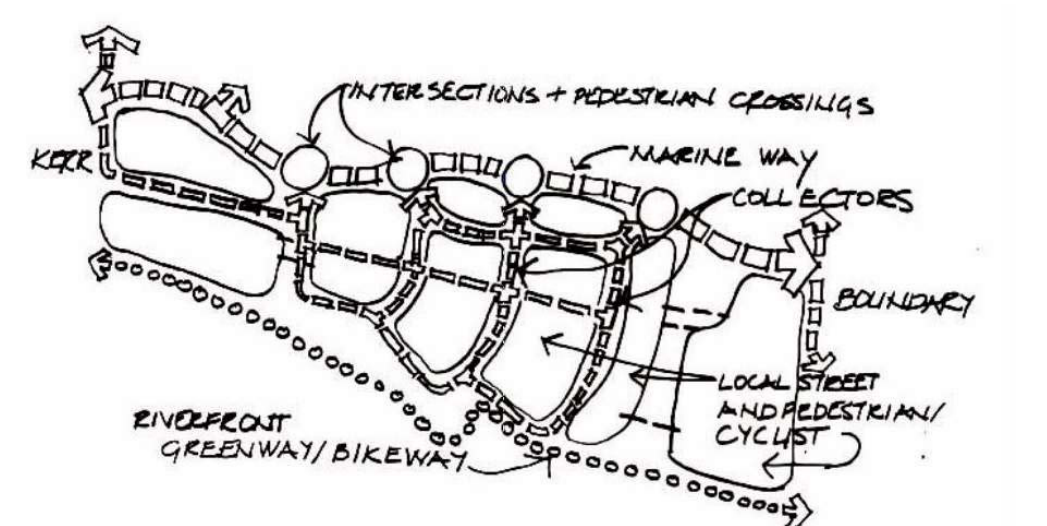 INTERSECTIONS + PEDESTRIAN CROSSINGS
KERR
MARINE WAY
COLLECTORS
BOUNDARY
LOCAL STREET
AND PEDESTRIAN/
CYCLIST
RIVERFRONT
GREENWAY/BIKEWAY